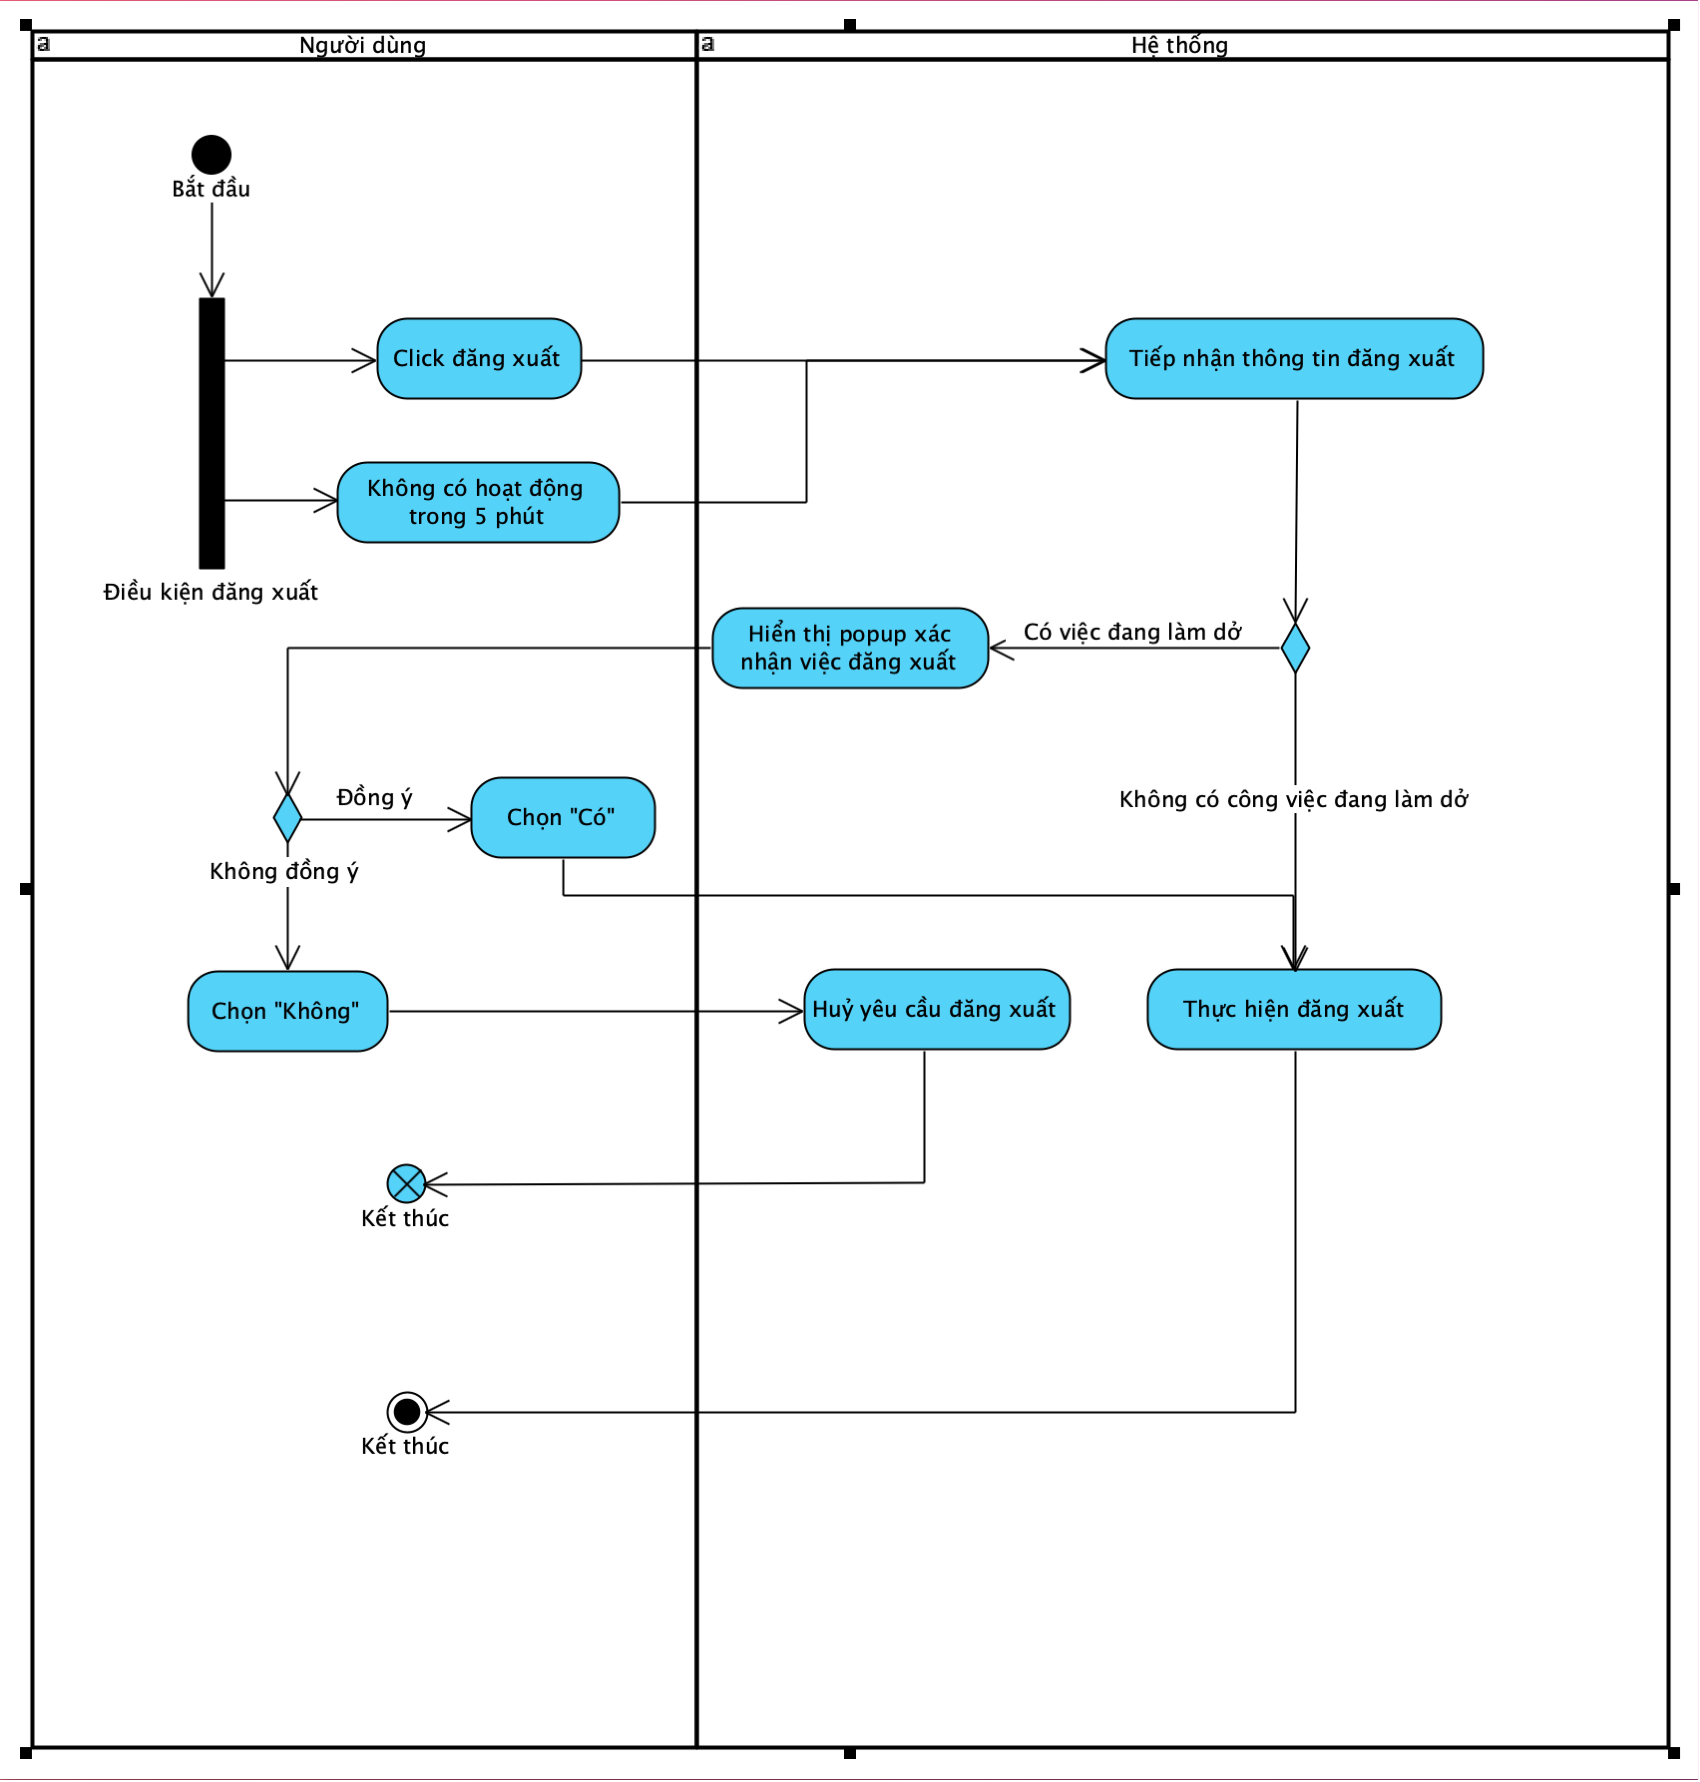 a
Người dùng
a
Hệ thống
Bắt đầu
Click đăng xuất
Tiếp nhận thông tin đăng xuất
Không có hoạt động
trong 5 phút
Điều kiện đăng xuất
Hiển thị popup xác
nhận việc đăng xuất
Có việc đang làm dở
Đồng ý
Chọn "Có"
Không có công việc đang làm dở
Không đồng ý
Chọn "Không"
Huỷ yêu cầu đăng xuất
Thực hiện đăng xuất
Kết thúc
Kết thúc